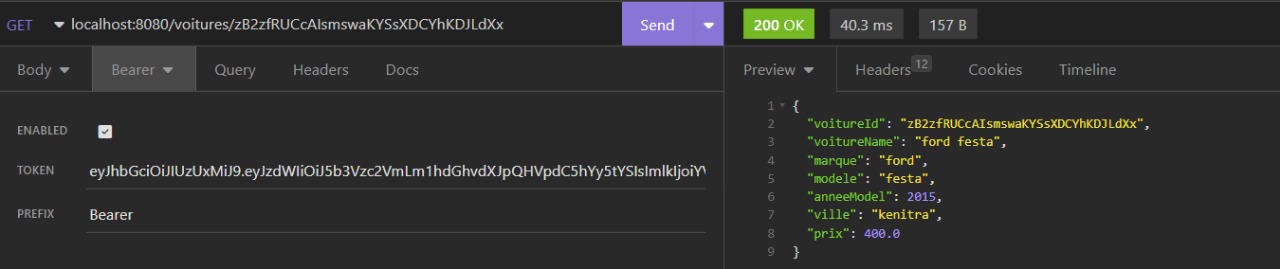 GET localhost:8080/voitures/zB2zfRUCcAIsmswaKYSsXDCYhKDJLdXx Send
200 OK 40.3 ms 157 B
Body Bearer Query Headers Docs
ENABLED
TOKEN eyJhbGciOiJIUzUxMiJ9.eyJzdWIiOiJ5b3Vzc2VmLm1hdGhvdXJpQHVpdC5hYy5tYSIsImlkIjoiYV
PREFIX Bearer
Preview Headers 12 Cookies Timeline
1 {
2 "voitureId": "zB2zfRUCcAIsmswaKYSsXDCYhKDJLdXx",
3 "voitureName": "ford festa",
4 "marque": "ford",
5 "modele": "festa",
6 "anneeModel": 2015,
7 "ville": "kenitra",
8 "prix": 400.0
9 }